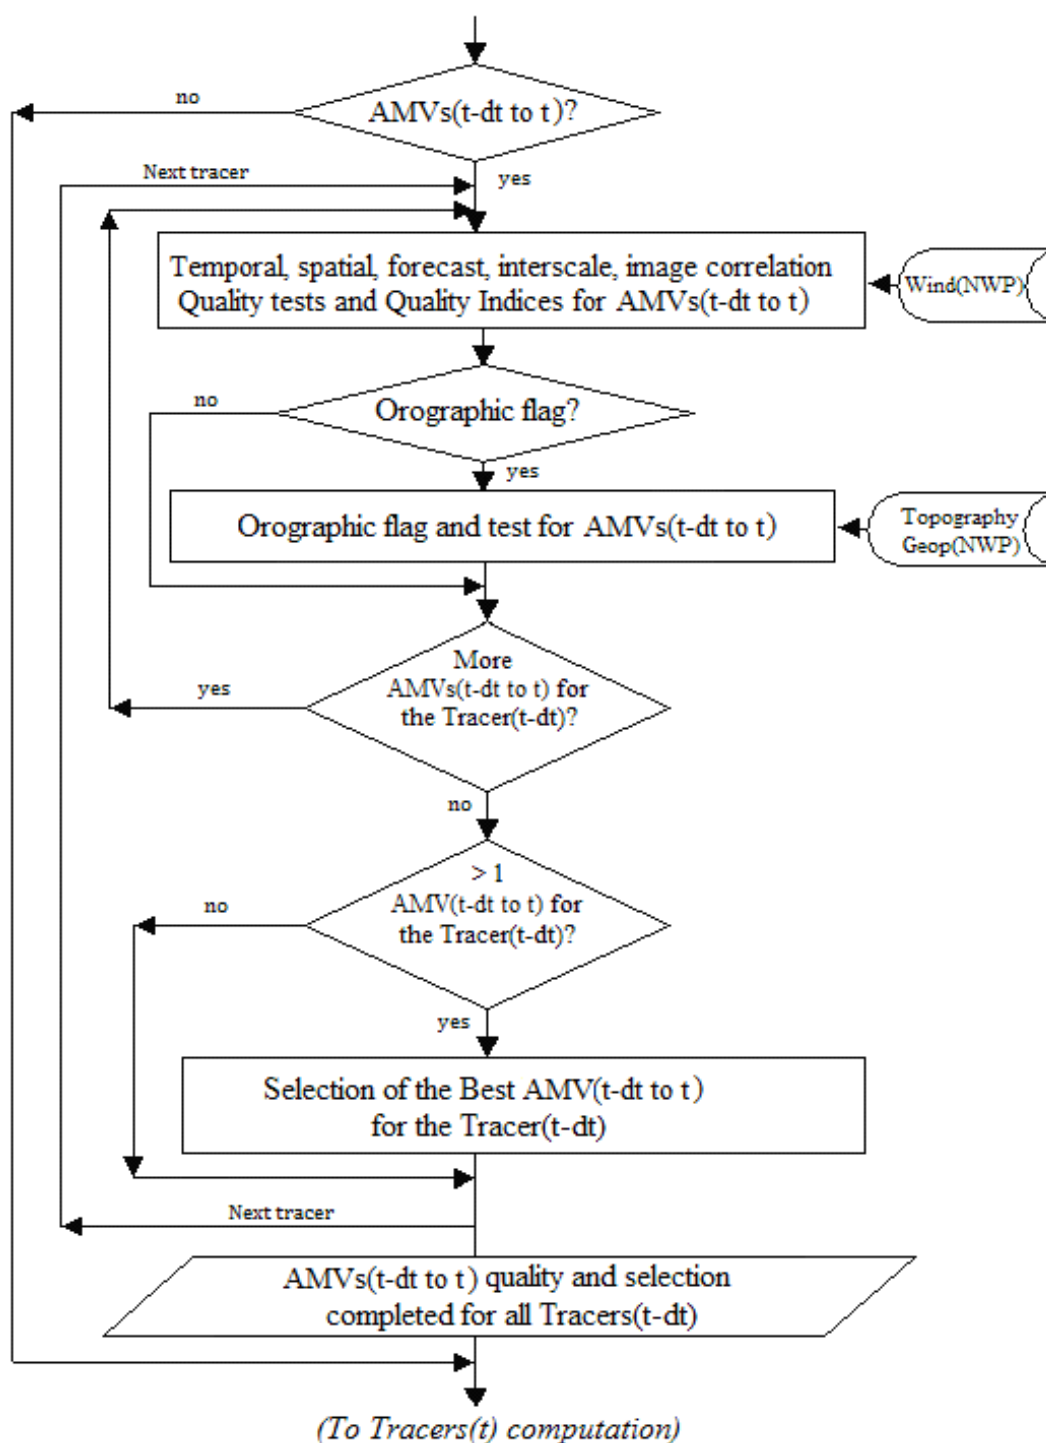 AMVs(t-dt to t)?
no
yes
Next tracer
Temporal, spatial, forecast, interscale, image correlation
Quality tests and Quality Indices for AMVs(t-dt to t)
Wind(NWP)
Orographic flag?
no
yes
Orographic flag and test for AMVs(t-dt to t)
Topography
Geop(NWP)
More
AMVs(t-dt to t) for
the Tracer(t-dt)?
yes
no
> 1
AMV(t-dt to t) for
the Tracer(t-dt)?
no
yes
Selection of the Best AMV(t-dt to t)
for the Tracer(t-dt)
Next tracer
AMVs(t-dt to t) quality and selection
completed for all Tracers(t-dt)
(To Tracers(t) computation)